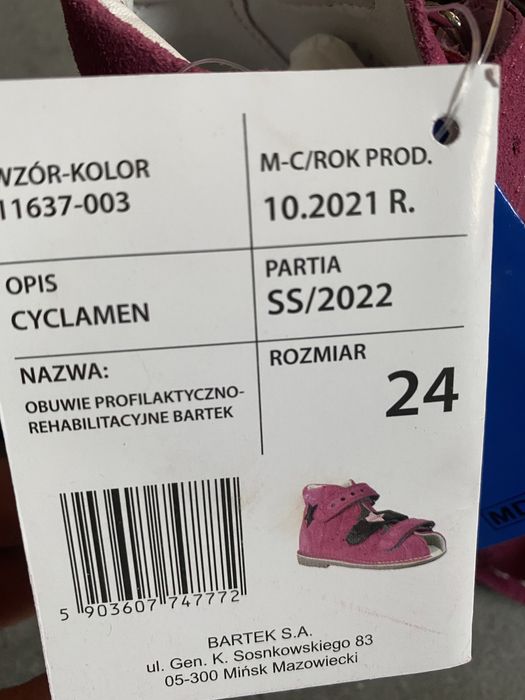 WZÓR-KOLOR
11637-003
M-C/ROK PROD.
10.2021 R.
OPIS
CYCLAMEN
PARTIA
SS/2022
NAZWA:
OBUWIE PROFILAKTYCZNO-
REHABILITACYJNE BARTEK
ROZMIAR
24
5 903607 747772
BARTEK S.A.
ul. Gen. K. Sosnkowskiego 83
05-300 Mińsk Mazowiecki